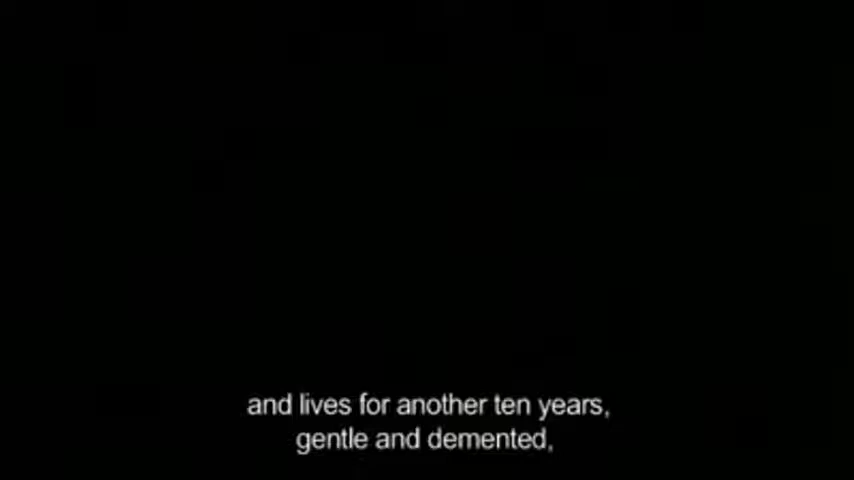 and lives for another ten years,
gentle and demented,